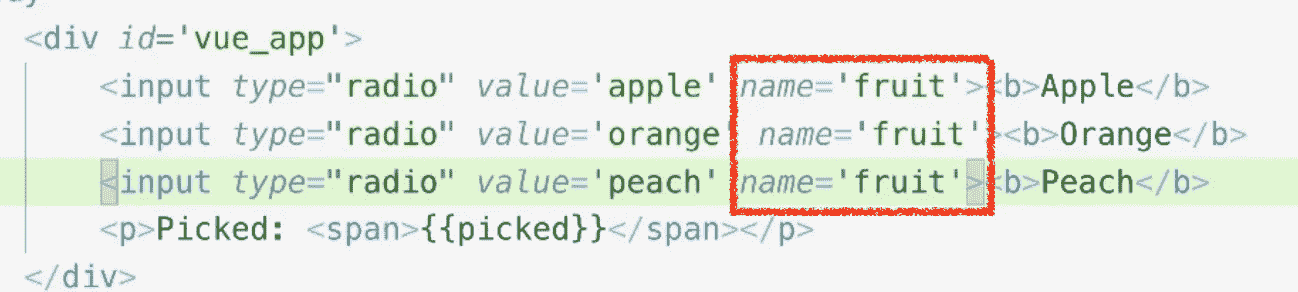 <div id='vue_app'>
<input type="radio" value='apple' name='fruit'><b>Apple</b>
<input type="radio" value='orange' name='fruit'><b>Orange</b>
<input type="radio" value='peach' name='fruit'><b>Peach</b>
<p>Picked: <span>{{picked}}</span></p>
</div>